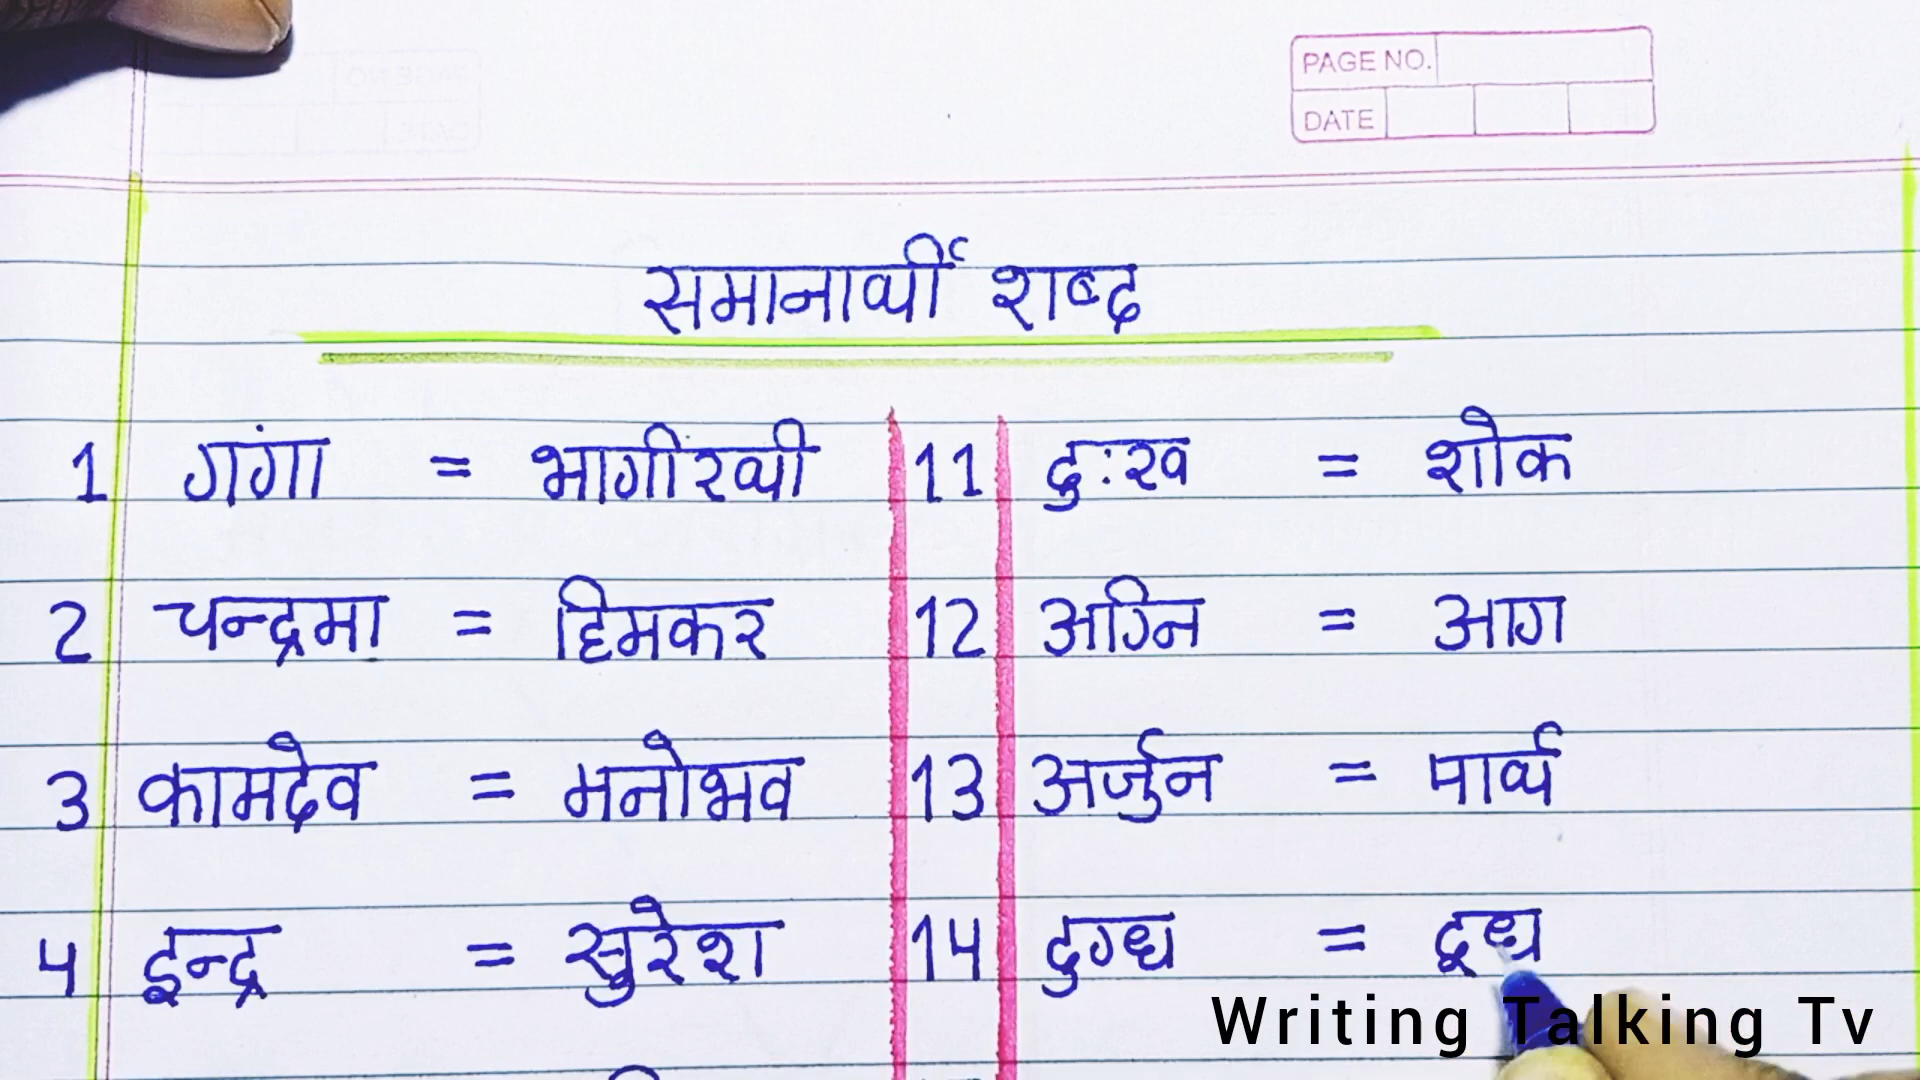 PAGE NO.
DATE
समानार्थी शब्द
1 गंगा = भागीरथी
2 चन्द्रमा = हिमकर
3 कामदेव = मनोभव
4 इन्द्र = सुरेश
11 दुःख = शोक
12 अग्नि = आग
13 अर्जुन = पार्थ
14 दुग्ध = दूध
Writing Talking Tv